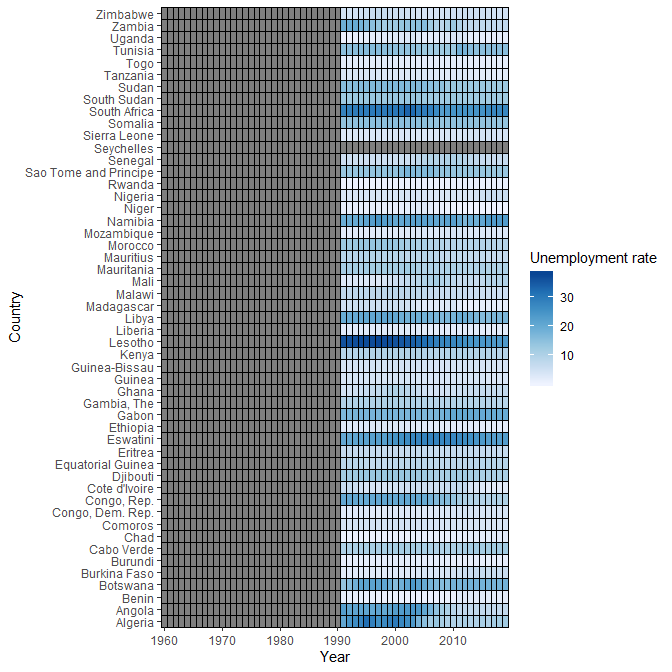 Zimbabwe
Zambia
Uganda
Tunisia
Togo
Tanzania
Sudan
South Sudan
South Africa
Somalia
Sierra Leone
Seychelles
Senegal
Sao Tome and Principe
Rwanda
Nigeria
Niger
Namibia
Mozambique
Morocco
Mauritius
Mauritania
Mali
Malawi
Madagascar
Libya
Liberia
Lesotho
Kenya
Guinea-Bissau
Guinea
Ghana
Gambia, The
Gabon
Ethiopia
Eswatini
Eritrea
Equatorial Guinea
Djibouti
Cote d'Ivoire
Congo, Rep.
Congo, Dem. Rep.
Comoros
Chad
Cabo Verde
Burundi
Burkina Faso
Botswana
Benin
Angola
Algeria
Country
1960 1970 1980 1990 2000 2010
Year
Unemployment rate
30
20
10